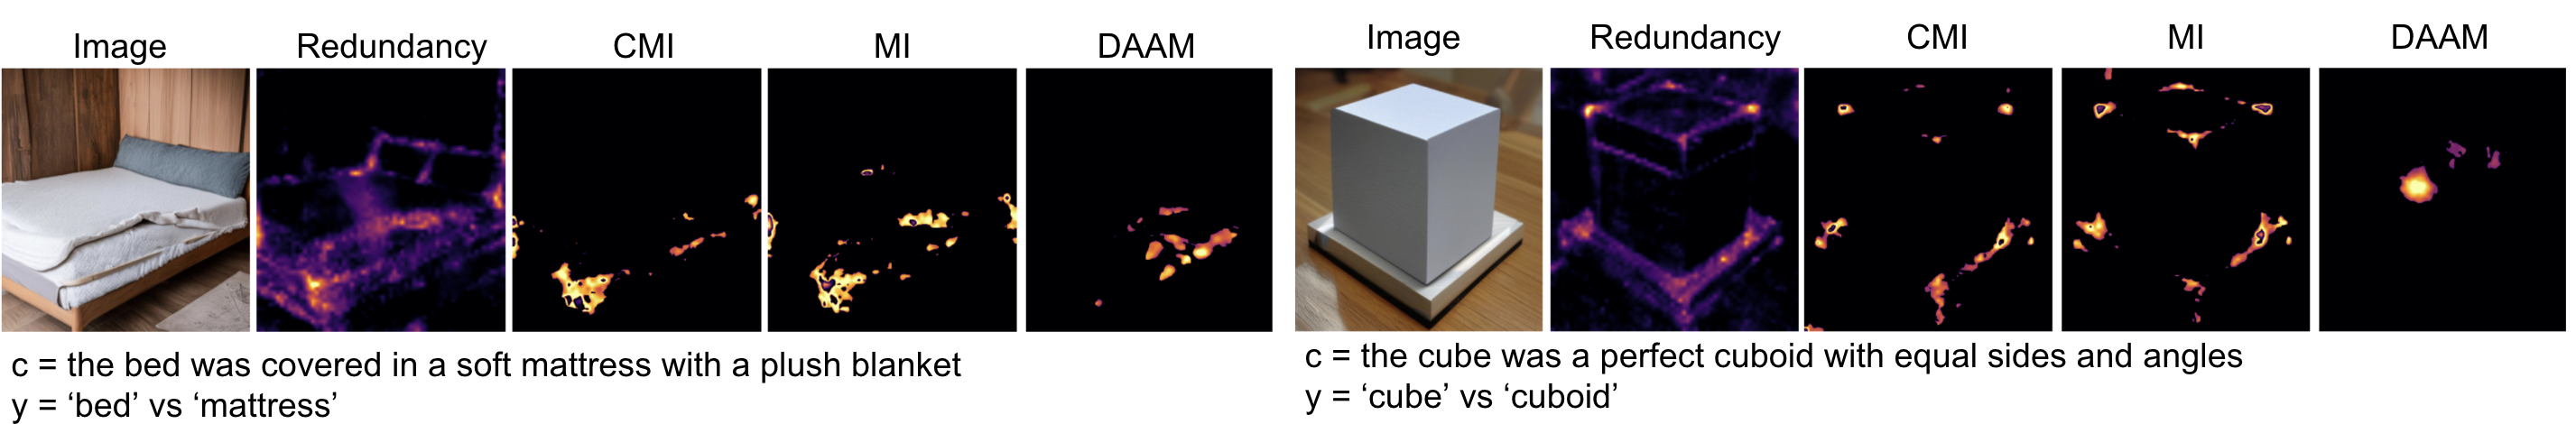 Image Redundancy CMI MI DAAM
c = the bed was covered in a soft mattress with a plush blanket
y = ‘bed’ vs ‘mattress’
Image Redundancy CMI MI DAAM
c = the cube was a perfect cuboid with equal sides and angles
y = ‘cube’ vs ‘cuboid’